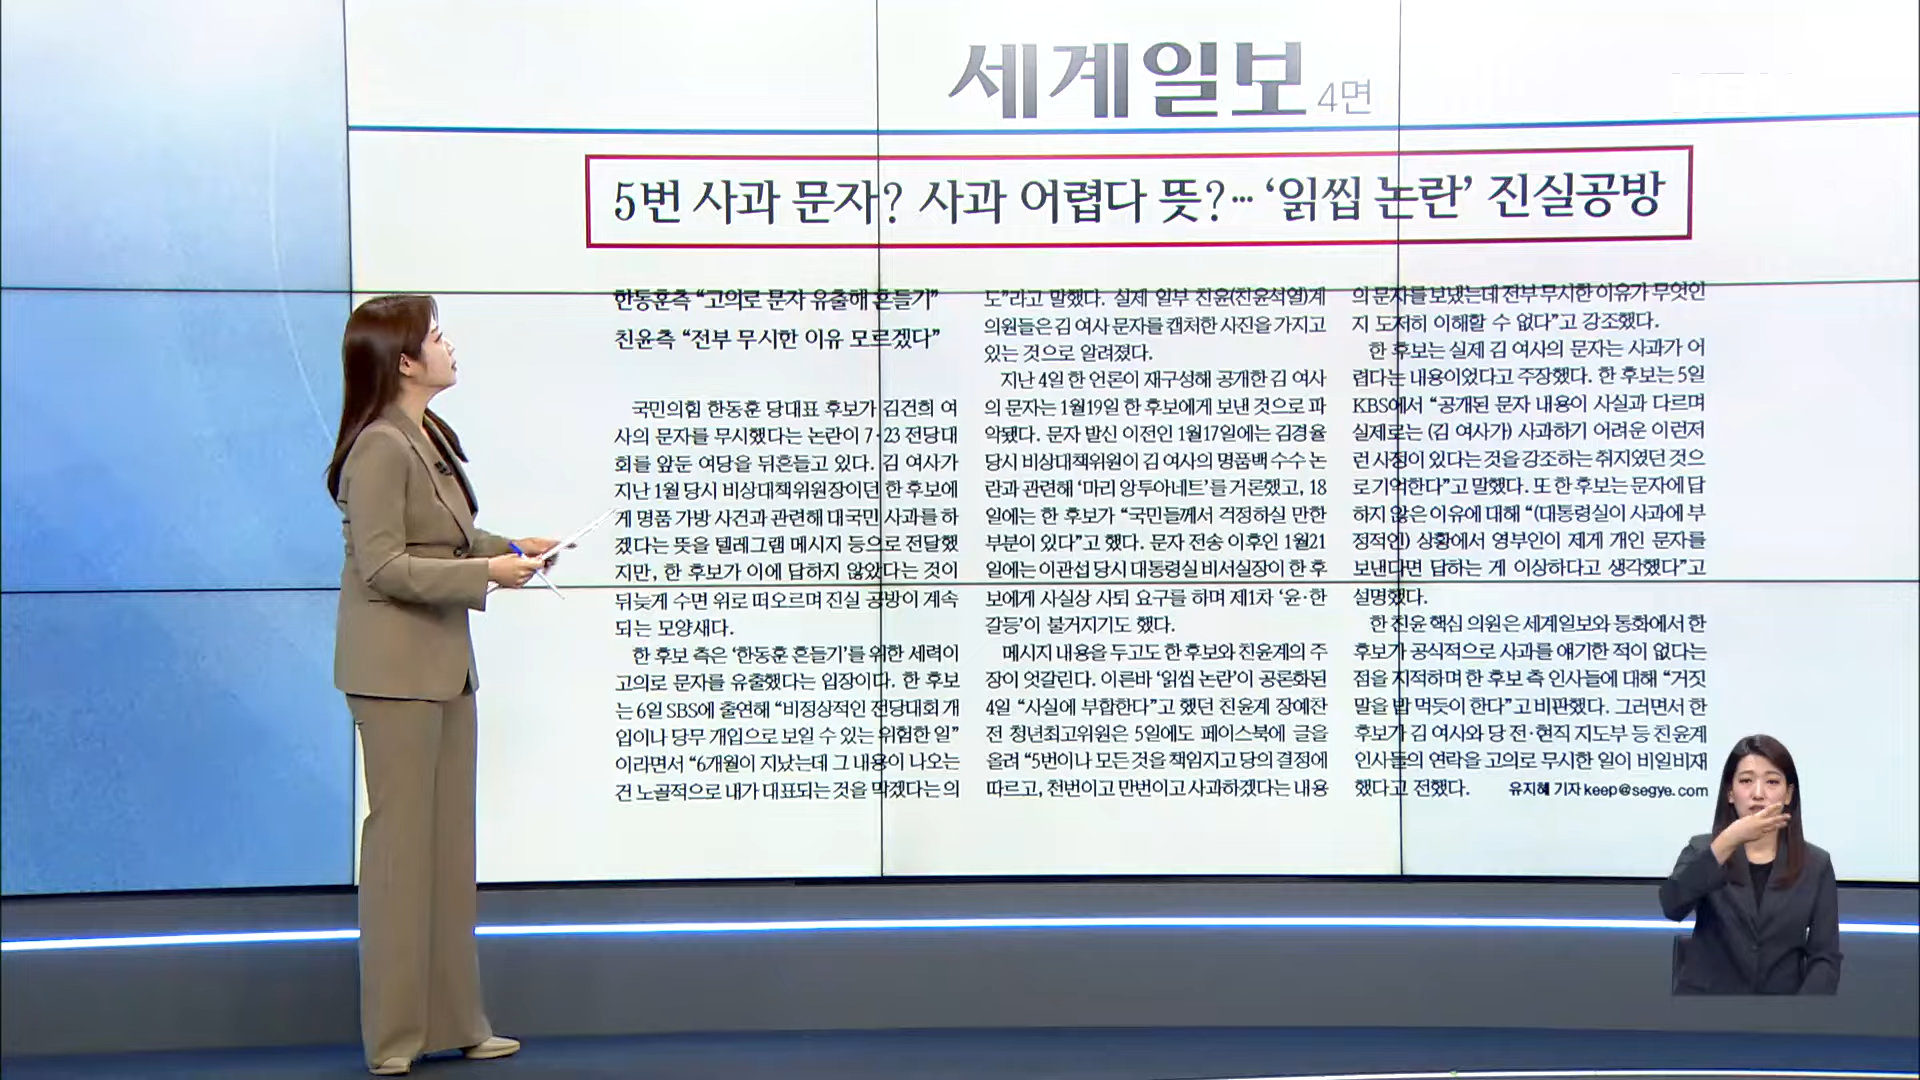 세계일보 4면
5번 사과 문자? 사과 어렵다 뜻?… ‘읽씹 논란’ 진실공방
한동훈측 “고의로 문자 유출해 흔들기”
친윤측 “전부 무시한 이유 모르겠다”
국민의힘 한동훈 당대표 후보가 김건희 여
사의 문자를 무시했다는 논란이 7·23 전당대
회를 앞둔 여당을 뒤흔들고 있다. 김 여사가
지난 1월 당시 비상대책위원장이던 한 후보에
게 명품 가방 사건과 관련해 대국민 사과를 하
겠다는 뜻을 텔레그램 메시지 등으로 전달했
지만, 한 후보가 이에 답하지 않았다는 것이
뒤늦게 수면 위로 떠오르며 진실 공방이 계속
되는 모양새다.
한 후보 측은 ‘한동훈 흔들기’를 위한 세력이
고의로 문자를 유출했다는 입장이다. 한 후보
는 6일 SBS에 출연해 “비정상적인 전당대회 개
입이나 당무 개입으로 보일 수 있는 위험한 일”
이라면서 “6개월이 지났는데 그 내용이 나오는
건 노골적으로 내가 대표되는 것을 막겠다는 의
도”라고 말했다. 실제 일부 친윤(친윤석열)계
의원들은 김 여사 문자를 캡처한 사진을 가지고
있는 것으로 알려졌다.
지난 4일 한 언론이 재구성해 공개한 김 여사
의 문자는 1월19일 한 후보에게 보낸 것으로 파
악됐다. 문자 발신 이전인 1월17일에는 김경율
당시 비상대책위원이 김 여사의 명품백 수수 논
란과 관련해 ‘마리 앙투아네트’를 거론했고, 18
일에는 한 후보가 “국민들께서 걱정하실 만한
부분이 있다”고 했다. 문자 전송 이후인 1월21
일에는 이관섭 당시 대통령실 비서실장이 한 후
보에게 사실상 사퇴 요구를 하며 제1차 ‘윤·한
갈등’이 불거지기도 했다.
메시지 내용을 두고도 한 후보와 친윤계의 주
장이 엇갈린다. 이른바 ‘읽씹 논란’이 공론화된
4일 “사실에 부합한다”고 했던 친윤계 장예찬
전 청년최고위원은 5일에도 페이스북에 글을
올려 “5번이나 모든 것을 책임지고 당의 결정에
따르고, 천번이고 만번이고 사과하겠다는 내용
의 문자를 보냈는데 전부 무시한 이유가 무엇인
지 도저히 이해할 수 없다”고 강조했다.
한 후보는 실제 김 여사의 문자는 사과가 어
렵다는 내용이었다고 주장했다. 한 후보는 5일
KBS에서 “공개된 문자 내용이 사실과 다르며
실제로는 (김 여사가) 사과하기 어려운 이런저
런 사정이 있다는 것을 강조하는 취지였던 것으
로 기억한다”고 말했다. 또 한 후보는 문자에 답
하지 않은 이유에 대해 “(대통령실이 사과에 부
정적인) 상황에서 영부인이 제게 개인 문자를
보낸다면 답하는 게 이상하다고 생각했다”고
설명했다.
한 친윤 핵심 의원은 세계일보와 통화에서 한
후보가 공식적으로 사과를 얘기한 적이 없다는
점을 지적하며 한 후보 측 인사들에 대해 “거짓
말을 밥 먹듯이 한다”고 비판했다. 그러면서 한
후보가 김 여사와 당 전·현직 지도부 등 친윤계
인사들의 연락을 고의로 무시한 일이 비일비재
했다고 전했다. 유지혜 기자 keep@segye.com